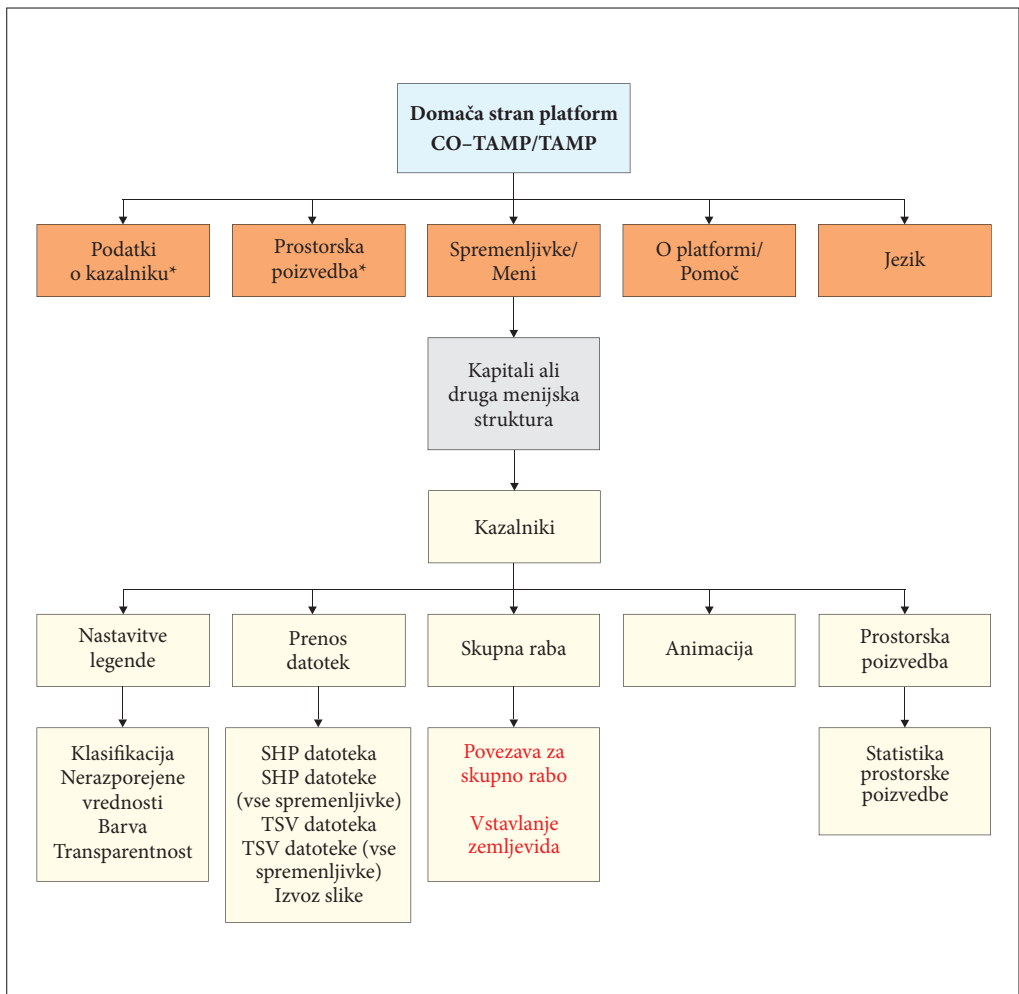 Domača stran platform
CO–TAMP/TAMP
Podatki
o kazalniku*
Prostorska
poizvedba*
Spremenljivke/
Meni
O platformi/
Pomoč
Jezik
Kapitali ali
druga menijska
struktura
Kazalniki
Nastavitve
legende
Prenos
datotek
Skupna raba
Animacija
Prostorska
poizvedba
Klasifikacija
Nerazporejene
vrednosti
Barva
Transparentnost
SHP datoteka
SHP datoteke
(vse spremenljivke)
TSV datoteka
TSV datoteke (vse
spremenljivke)
Izvoz slike
Povezava za
skupno rabo
Vstavlanje
zemljevida
Statistika
prostorske
poizvedbe